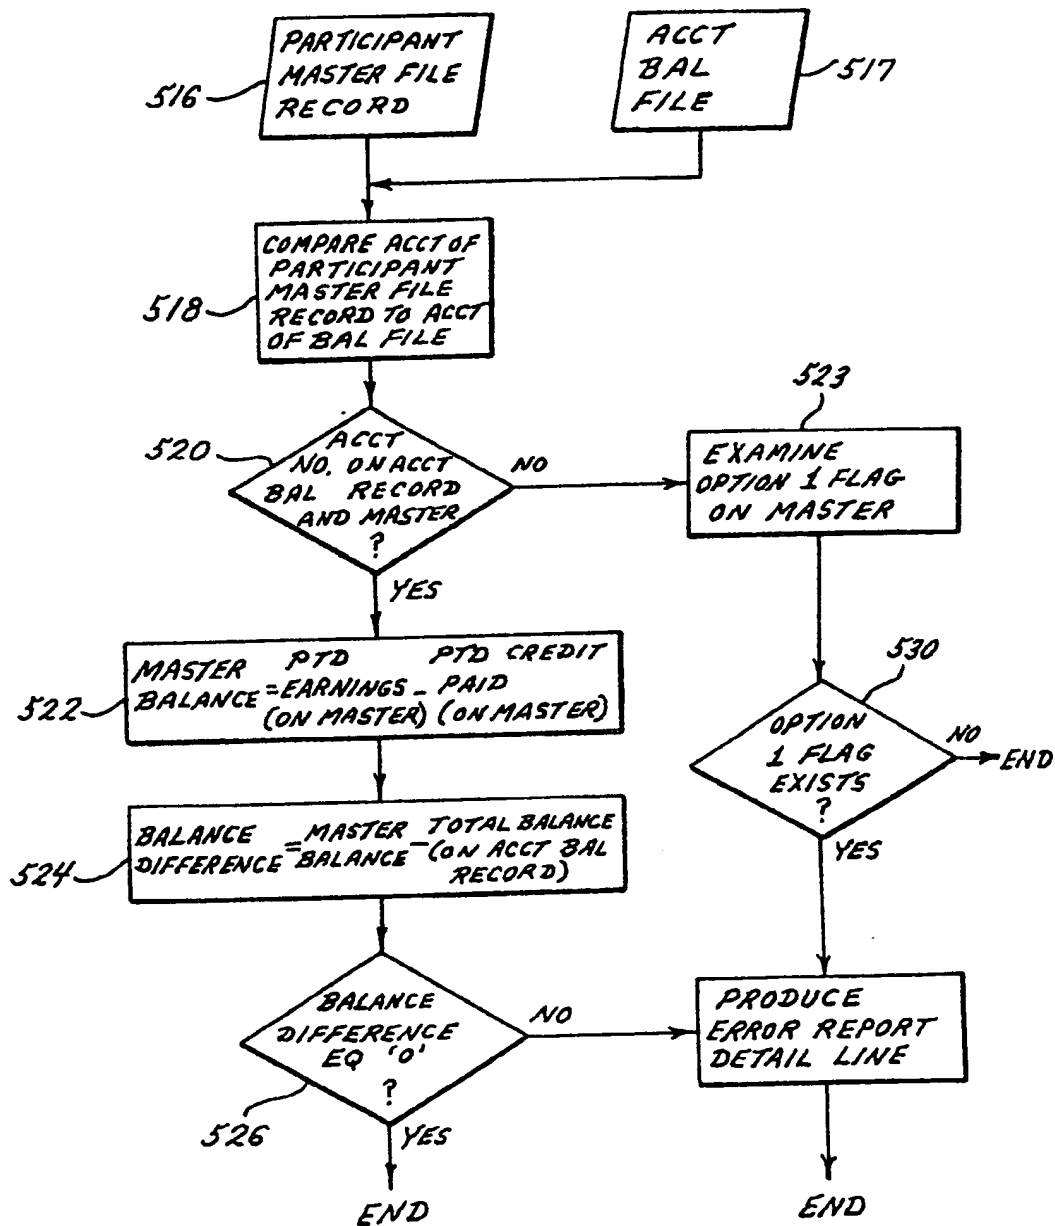 PARTICIPANT
MASTER FILE
RECORD
516
ACCT
BAL
FILE
517
COMPARE ACCT OF
PARTICIPANT
MASTER FILE
RECORD TO ACCT
OF BAL FILE
518
ACCT
NO. ON ACCT
BAL RECORD
AND MASTER
?
520
NO
YES
523
EXAMINE
OPTION 1 FLAG
ON MASTER
MASTER PTD PTD CREDIT
BALANCE = EARNINGS - PAID
(ON MASTER) (ON MASTER)
522
530
OPTION
1 FLAG
EXISTS
?
NO
END
YES
BALANCE = MASTER - TOTAL BALANCE
DIFFERENCE BALANCE (ON ACCT BAL
RECORD)
524
BALANCE
DIFFERENCE
EQ '0'
?
526
NO
YES
END
PRODUCE
ERROR REPORT
DETAIL LINE
END